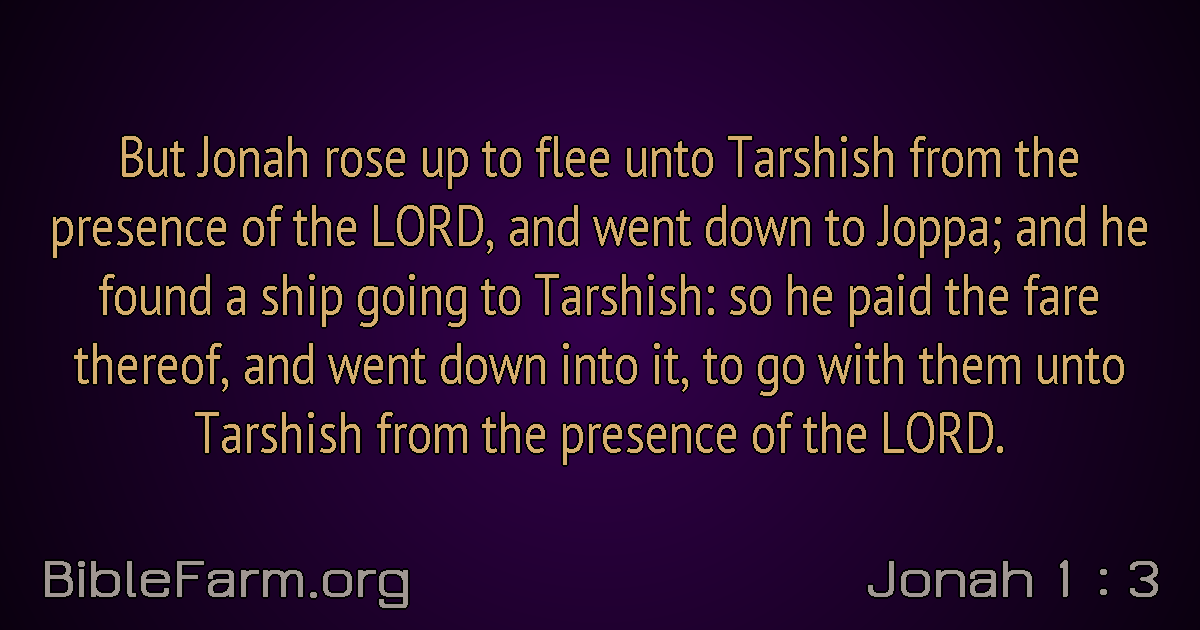 But Jonah rose up to flee unto Tarshish from the
presence of the LORD, and went down to Joppa; and he
found a ship going to Tarshish: so he paid the fare
thereof, and went down into it, to go with them unto
Tarshish from the presence of the LORD.
BibleFarm.org
Jonah 1 : 3